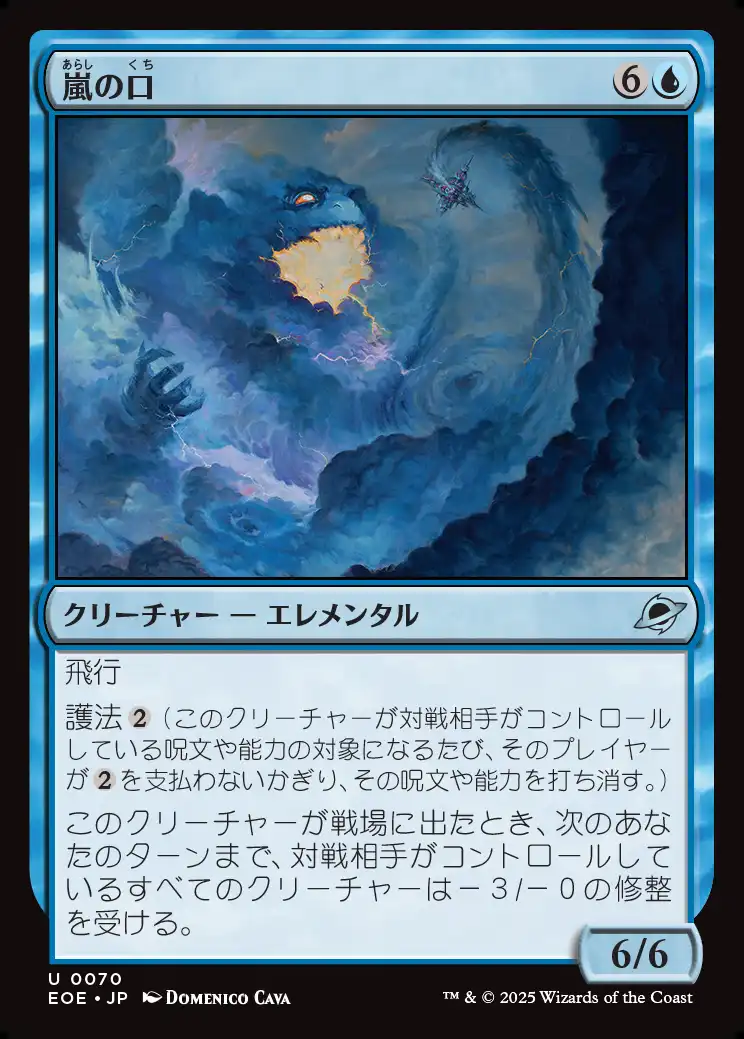 嵐の口
あらし くち
6
クリーチャー — エレメンタル
飛行
護法2（このクリーチャーが対戦相手がコントロール
している呪文や能力の対象になるたび、そのプレイヤー
が2を支払わないかぎり、その呪文や能力を打ち消す。）
このクリーチャーが戦場に出たとき、次のあな
たのターンまで、対戦相手がコントロールして
いるすべてのクリーチャーは－３/－０の修整
を受ける。
6/6
U 0070
EOE • JP Domenico Cava
™ & © 2025 Wizards of the Coast